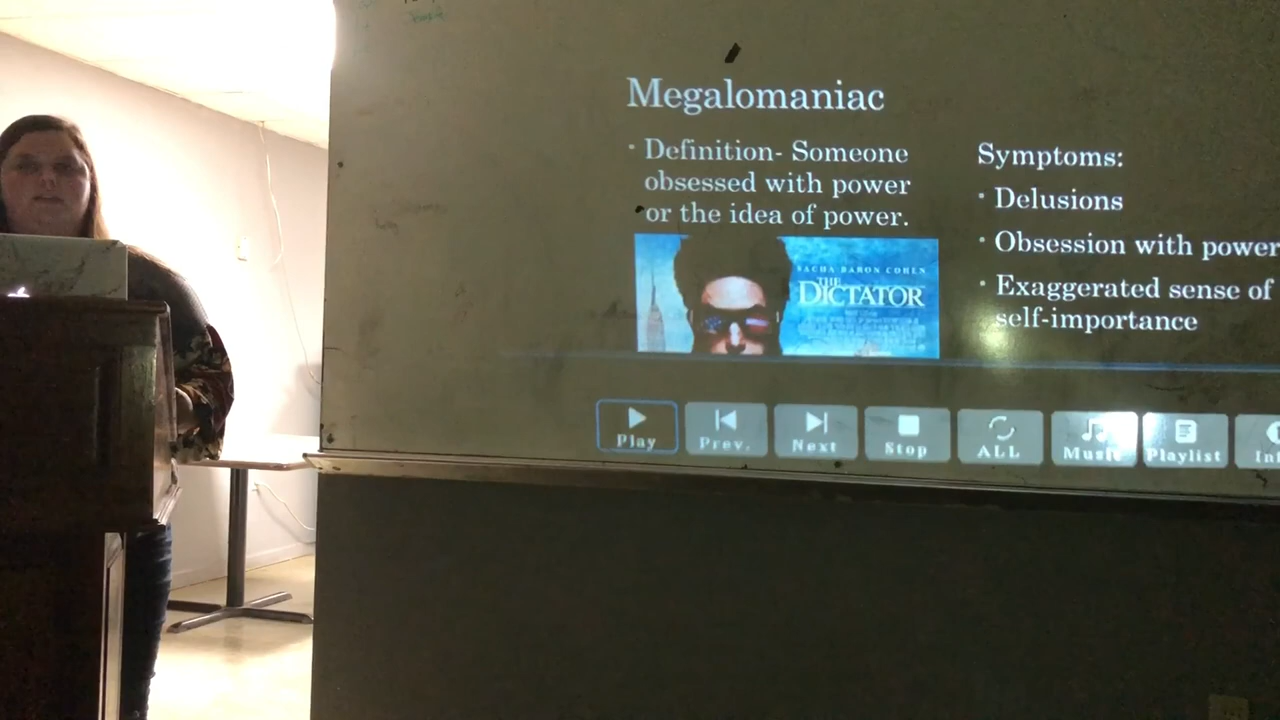 Megalomaniac
• Definition- Someone
obsessed with power
or the idea of power.
SACHA BARON COHEN
THE
DICTATOR
Symptoms:
• Delusions
• Obsession with power
• Exaggerated sense of
self-importance
Play
Prev.
Next
Stop
ALL
Music
Playlist